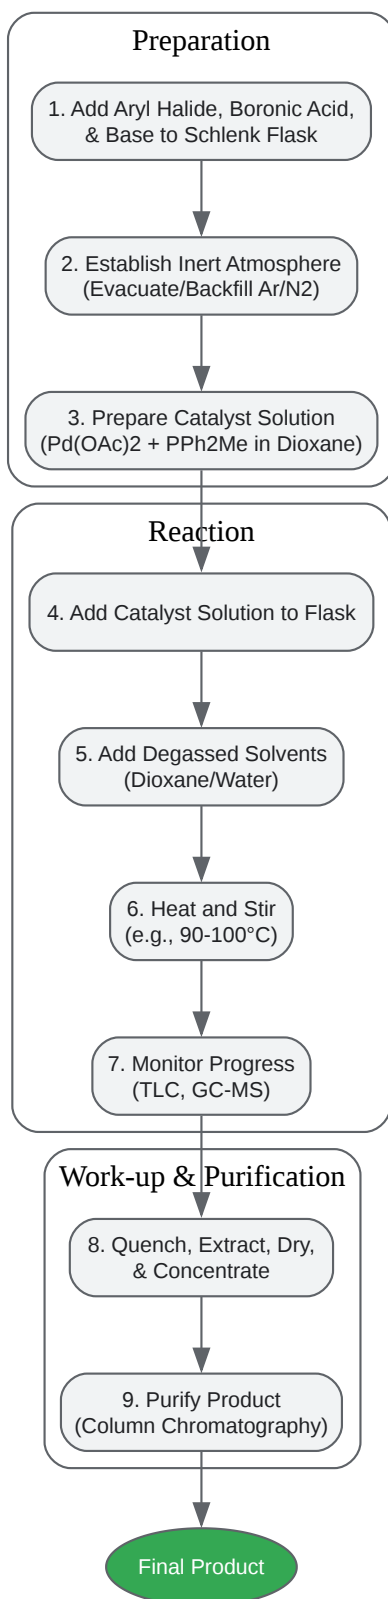 Preparation
1. Add Aryl Halide, Boronic Acid,
& Base to Schlenk Flask
2. Establish Inert Atmosphere
(Evacuate/Backfill Ar/N2)
3. Prepare Catalyst Solution
(Pd(OAc)2 + PPh2Me in Dioxane)
Reaction
4. Add Catalyst Solution to Flask
5. Add Degassed Solvents
(Dioxane/Water)
6. Heat and Stir
(e.g., 90-100°C)
7. Monitor Progress
(TLC, GC-MS)
Work-up & Purification
8. Quench, Extract, Dry,
& Concentrate
9. Purify Product
(Column Chromatography)
Final Product